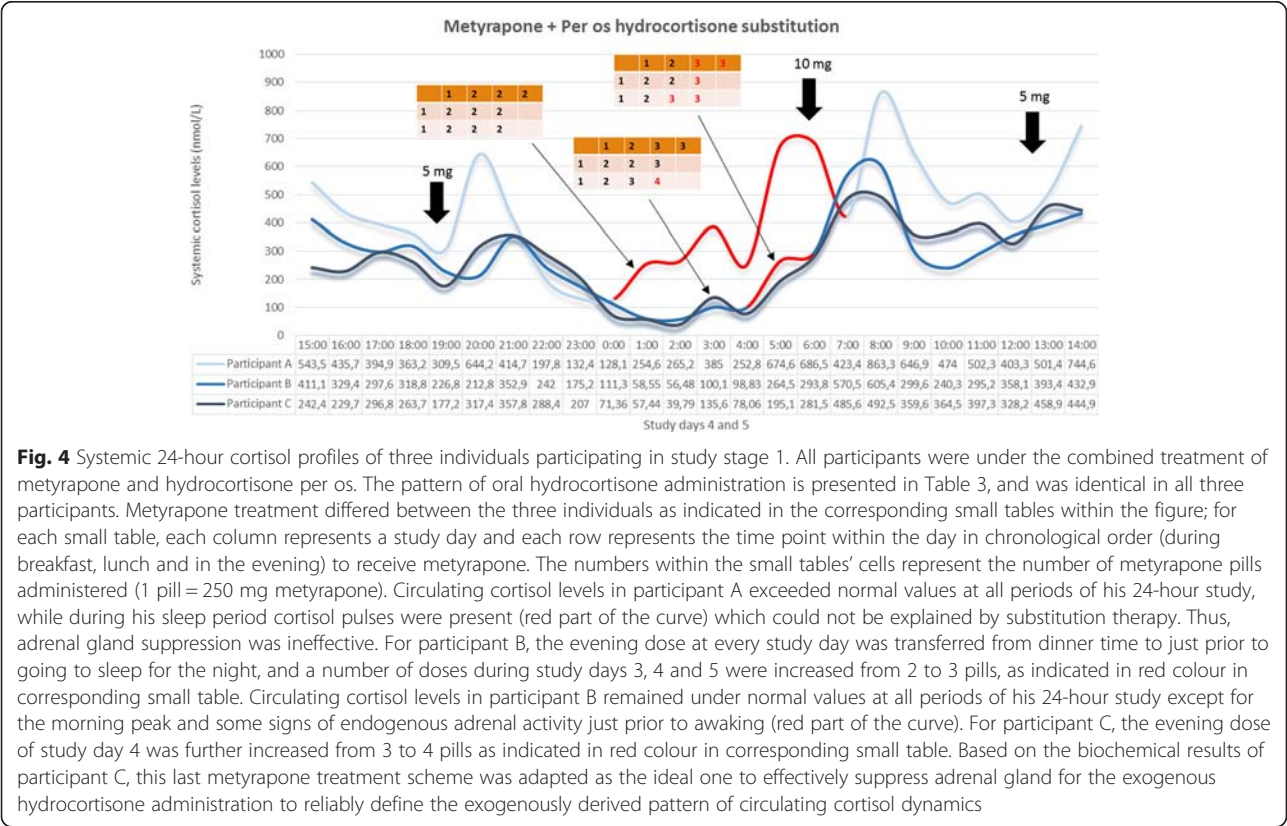 Metyrapone + Per os hydrocortisone substitution
Systemic cortisol levels (nmol/L)
1000
900
800
700
600
500
400
300
200
100
0
5 mg
10 mg
5 mg
1 2 2 2
1 2 2 2
1 2 2 2
1 2 3 3
1 2 2 3
1 2 3 4
1 2 3 3
1 2 2 3
1 2 3 3
15:00 16:00 17:00 18:00 19:00 20:00 21:00 22:00 23:00 0:00 1:00 2:00 3:00 4:00 5:00 6:00 7:00 8:00 9:00 10:00 11:00 12:00 13:00 14:00
Participant A 543,5 435,7 394,9 363,2 309,5 644,2 414,7 197,8 132,4 128,1 254,6 265,2 385 252,8 674,6 686,5 423,4 863,3 646,9 474 502,3 403,3 501,4 744,6
Participant B 411,1 329,4 297,6 318,8 226,8 212,8 352,9 242 175,2 111,3 58,55 56,48 100,1 98,83 264,5 293,8 570,5 605,4 299,6 240,3 295,2 358,1 393,4 432,9
Participant C 242,4 229,7 296,8 263,7 177,2 317,4 357,8 288,4 207 71,36 57,44 39,79 135,6 78,06 195,1 281,5 485,6 492,5 359,6 364,5 397,3 328,2 458,9 444,9
Study days 4 and 5
Fig. 4 Systemic 24-hour cortisol profiles of three individuals participating in study stage 1. All participants were under the combined treatment of
metyrapone and hydrocortisone per os. The pattern of oral hydrocortisone administration is presented in Table 3, and was identical in all three
participants. Metyrapone treatment differed between the three individuals as indicated in the corresponding small tables within the figure; for
each small table, each column represents a study day and each row represents the time point within the day in chronological order (during
breakfast, lunch and in the evening) to receive metyrapone. The numbers within the small tables' cells represent the number of metyrapone pills
administered (1 pill = 250 mg metyrapone). Circulating cortisol levels in participant A exceeded normal values at all periods of his 24-hour study,
while during his sleep period cortisol pulses were present (red part of the curve) which could not be explained by substitution therapy. Thus,
adrenal gland suppression was ineffective. For participant B, the evening dose at every study day was transferred from dinner time to just prior to
going to sleep for the night, and a number of doses during study days 3, 4 and 5 were increased from 2 to 3 pills, as indicated in red colour in
corresponding small table. Circulating cortisol levels in participant B remained under normal values at all periods of his 24-hour study except for
the morning peak and some signs of endogenous adrenal activity just prior to awaking (red part of the curve). For participant C, the evening dose
of study day 4 was further increased from 3 to 4 pills as indicated in red colour in corresponding small table. Based on the biochemical results of
participant C, this last metyrapone treatment scheme was adapted as the ideal one to effectively suppress adrenal gland for the exogenous
hydrocortisone administration to reliably define the exogenously derived pattern of circulating cortisol dynamics